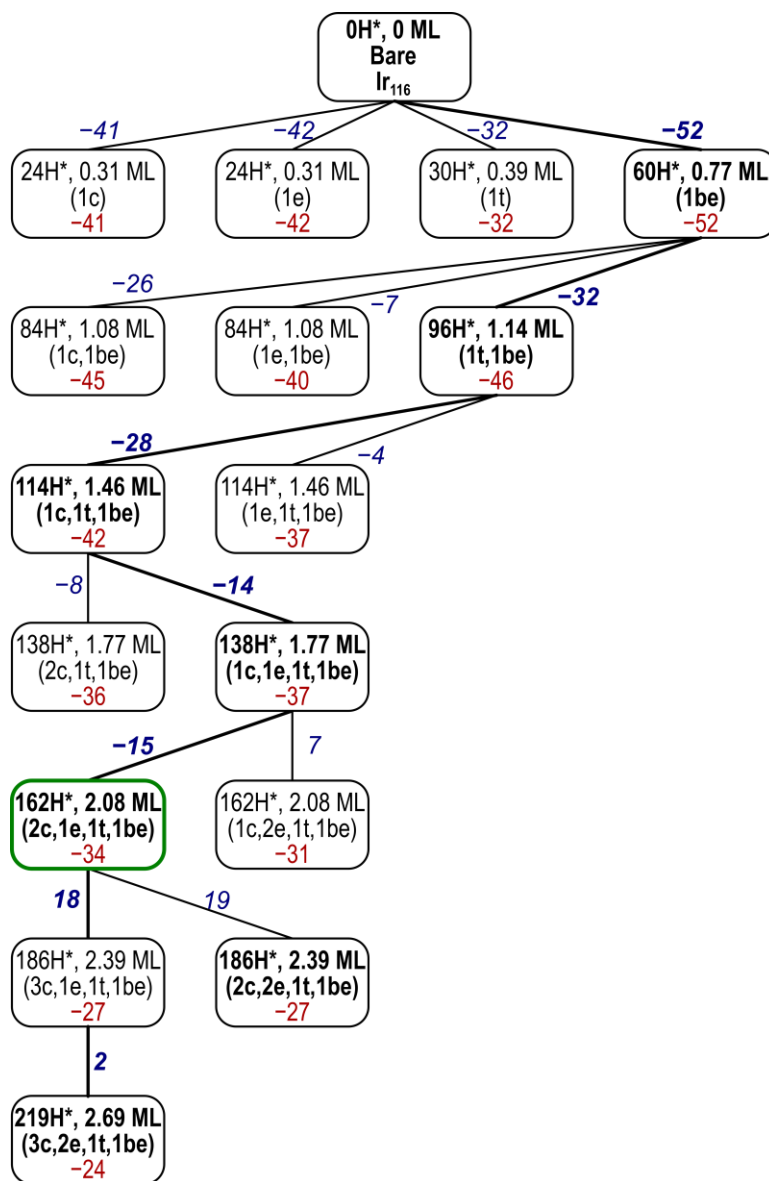 0H*, 0 ML
Bare
Ir₁₁₆
−41
−42
−32
−52
24H*, 0.31 ML
(1c)
−41
24H*, 0.31 ML
(1e)
−42
30H*, 0.39 ML
(1t)
−32
60H*, 0.77 ML
(1be)
−52
−26
−7
−32
84H*, 1.08 ML
(1c,1be)
−45
84H*, 1.08 ML
(1e,1be)
−40
96H*, 1.14 ML
(1t,1be)
−46
−28
−4
114H*, 1.46 ML
(1c,1t,1be)
−42
114H*, 1.46 ML
(1e,1t,1be)
−37
−8
−14
138H*, 1.77 ML
(2c,1t,1be)
−36
138H*, 1.77 ML
(1c,1e,1t,1be)
−37
−15
7
162H*, 2.08 ML
(2c,1e,1t,1be)
−34
162H*, 2.08 ML
(1c,2e,1t,1be)
−31
18
19
186H*, 2.39 ML
(3c,1e,1t,1be)
−27
186H*, 2.39 ML
(2c,2e,1t,1be)
−27
2
219H*, 2.69 ML
(3c,2e,1t,1be)
−24